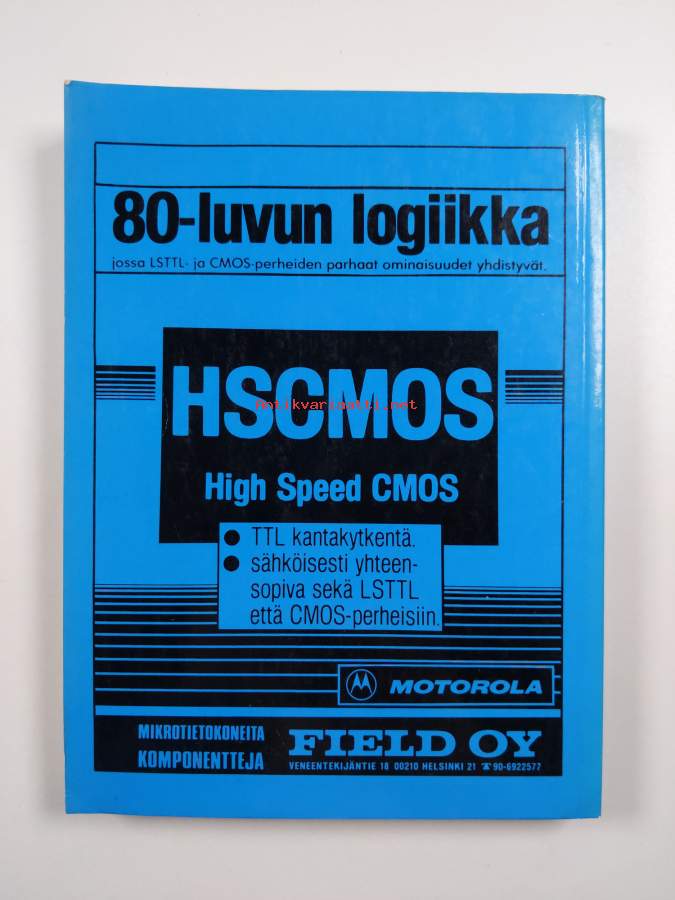 80-luvun logiikka
jossa LSTTL- ja CMOS-perheiden parhaat ominaisuudet yhdistyvät.
HSCMOS
antikvariaatti.net
High Speed CMOS
● TTL kantakytkentä.
● sähköisesti yhteen-
sopiva sekä LSTTL
että CMOS-perheisiin.
MOTOROLA
MIKROTIETOKONEITA
KOMPONENTTEJA
FIELD OY
VENEENTEKIJÄNTIE 18 00210 HELSINKI 21 ☎ 90-6922577